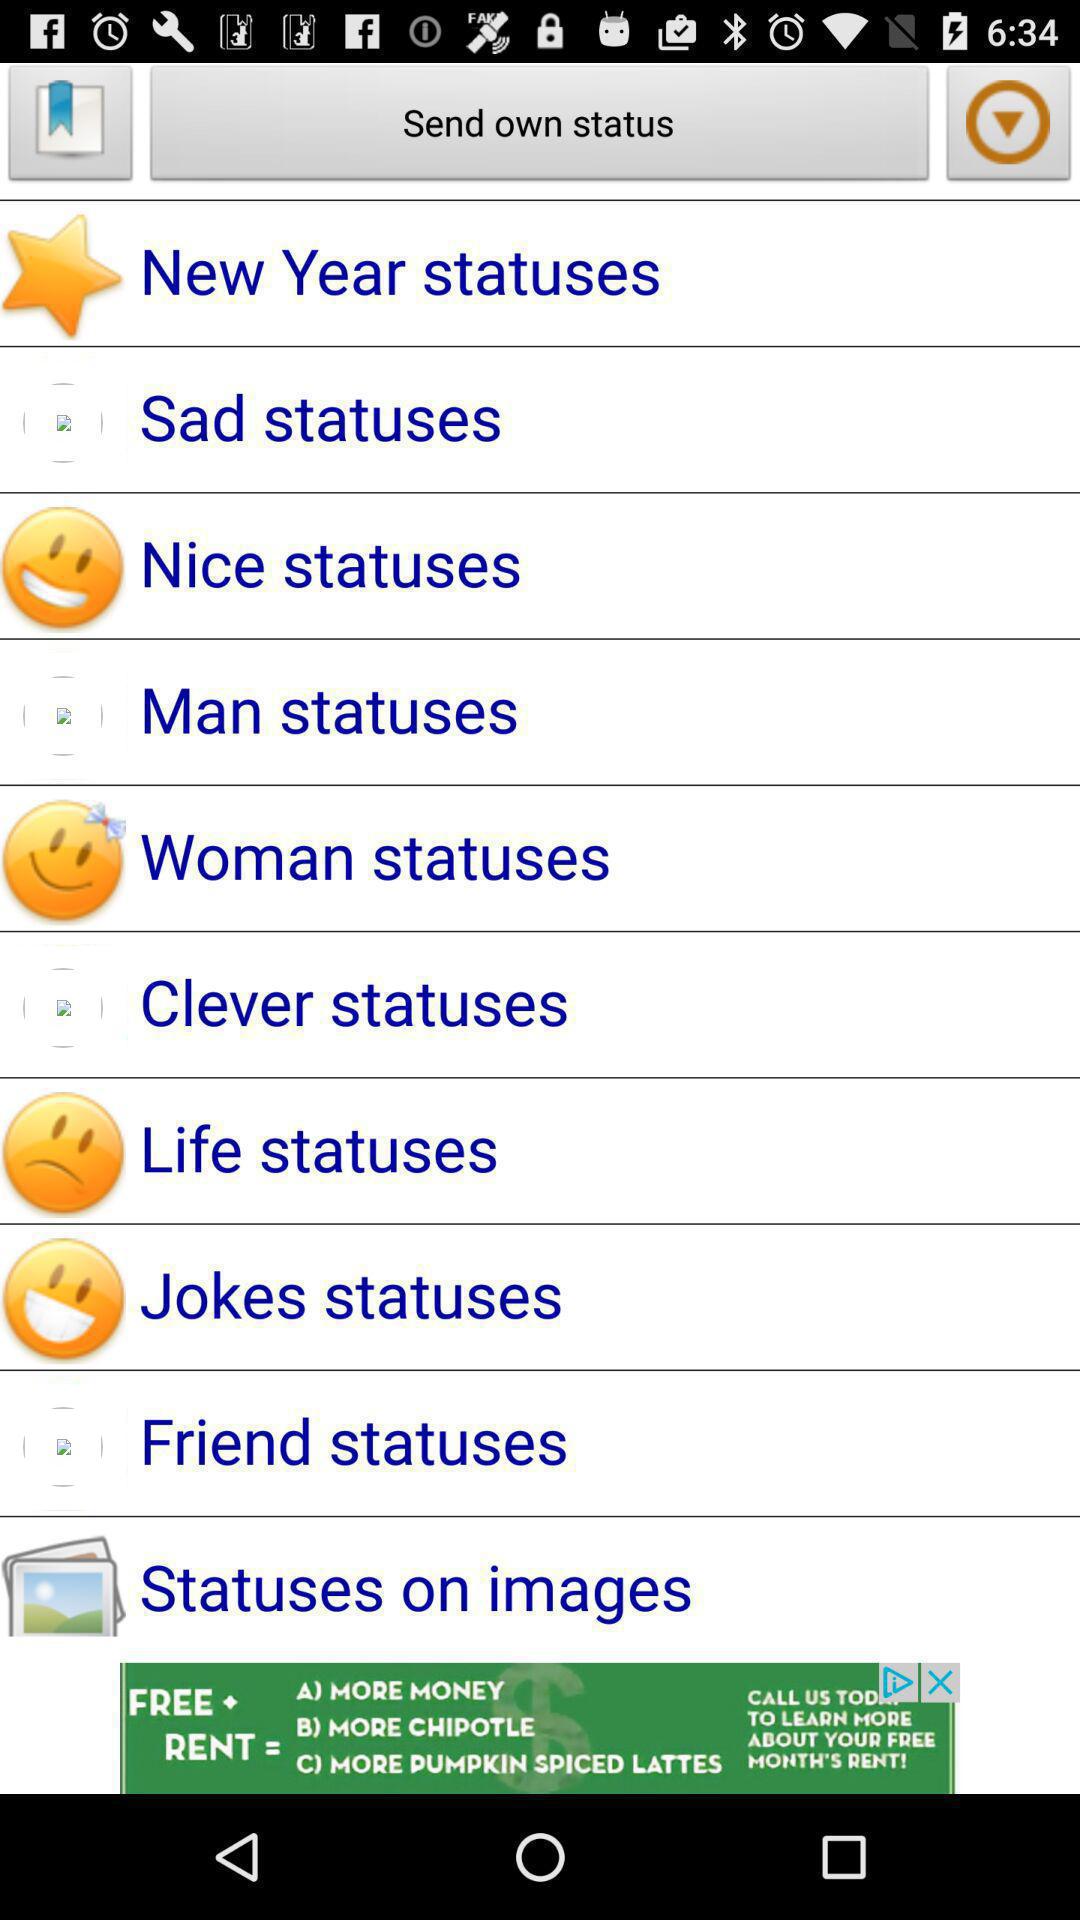 6:34
Send own status
New Year statuses
Sad statuses
Nice statuses
Man statuses
Woman statuses
Clever statuses
Life statuses
Jokes statuses
Friend statuses
Statuses on images
FREE +
RENT =
A) MORE MONEY
B) MORE CHIPOTLE
C) MORE PUMPKIN SPICED LATTES
CALL US
TO LEARN MORE
ABOUT YOUR FREE
MONTH'S RENT!